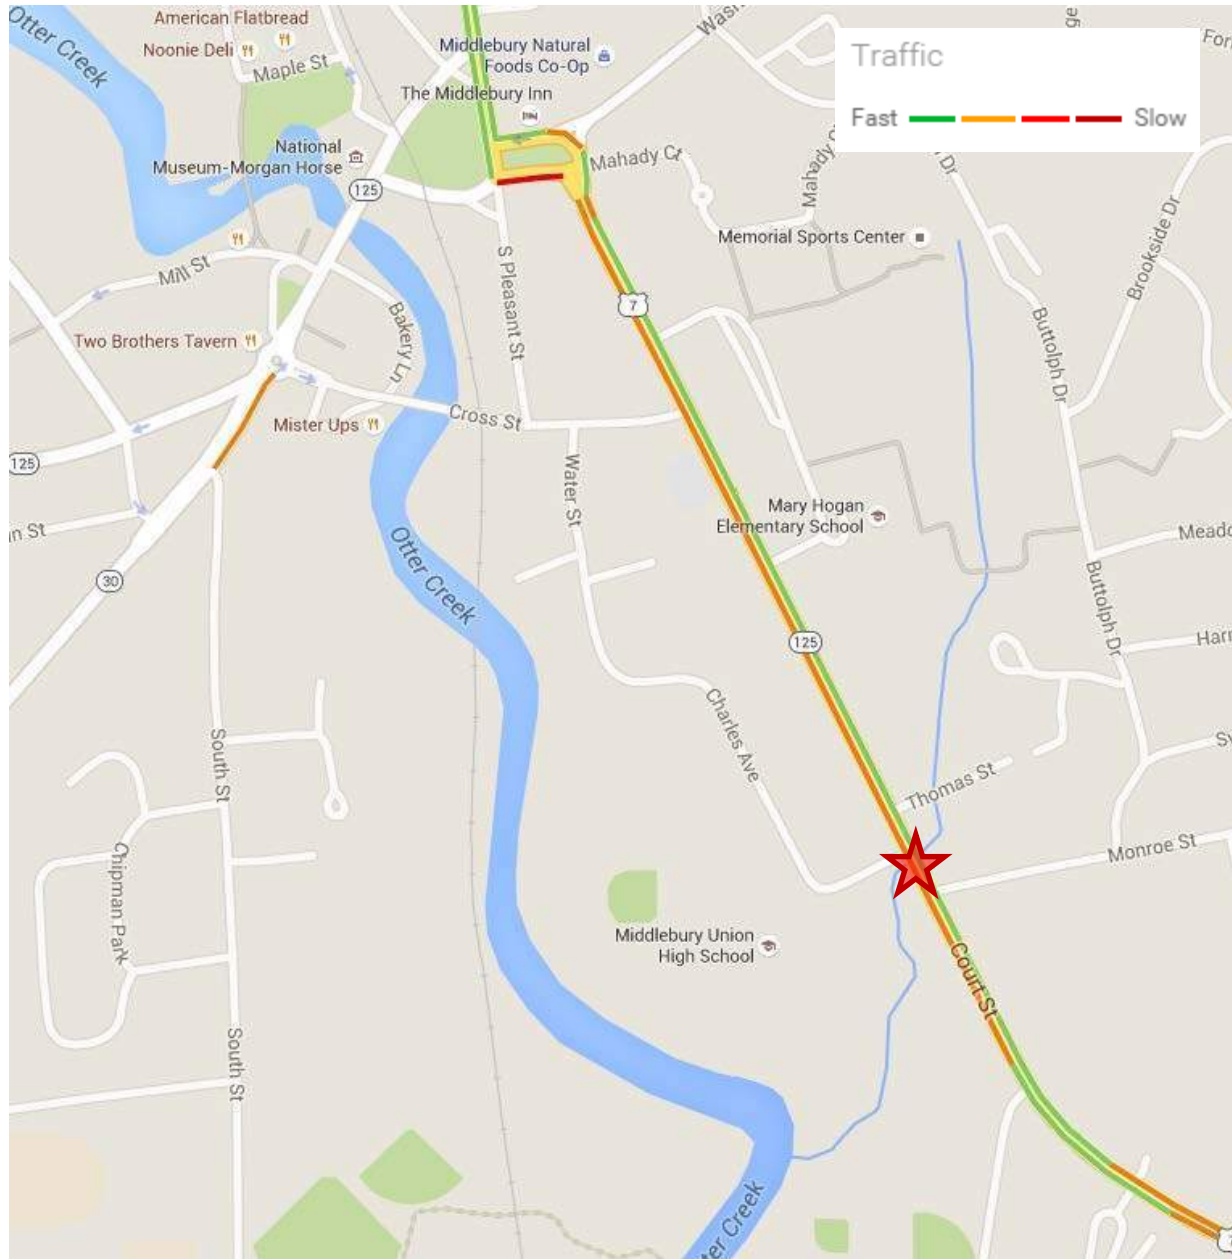 Otter Creek
American Flatbread
Noonie Deli
Maple St
Middlebury Natural
Foods Co-Op
The Middlebury Inn
Traffic
Fast
Slow
National
Museum-Morgan Horse
125
Mahady Ct
Memorial Sports Center
Mill St
S Pleasant St
7
Brookside Dr
Bakery Ln
Two Brothers Tavern
Buttolph Dr
Mister Ups
Cross St
125
Water St
Mary Hogan
Elementary School
n St
Otter Creek
30
Buttolph Dr
125
Charles Ave
South St
Thomas St
Monroe St
Chipman Park
Middlebury Union
High School
Court St
South St
ter Creek